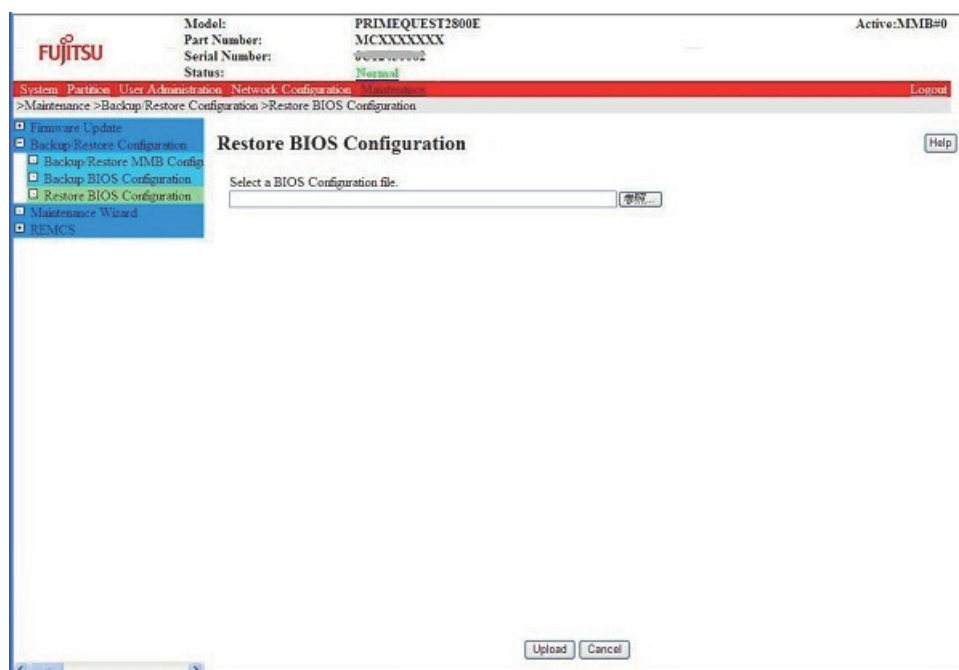 FUJITSU
Model: PRIMEQUEST2800E
Part Number: MCXXXXXXX
Serial Number:
Status: Normal
Active:MMB#0
System Partition User Administration Network Configuration Maintenance Logout
>Maintenance >Backup/Restore Configuration >Restore BIOS Configuration
Firmware Update
Backup/Restore Configuration
Backup/Restore MMB Config
Backup BIOS Configuration
Restore BIOS Configuration
Maintenance Wizard
REMCS
Restore BIOS Configuration
Help
Select a BIOS Configuration file.
参照...
Upload Cancel